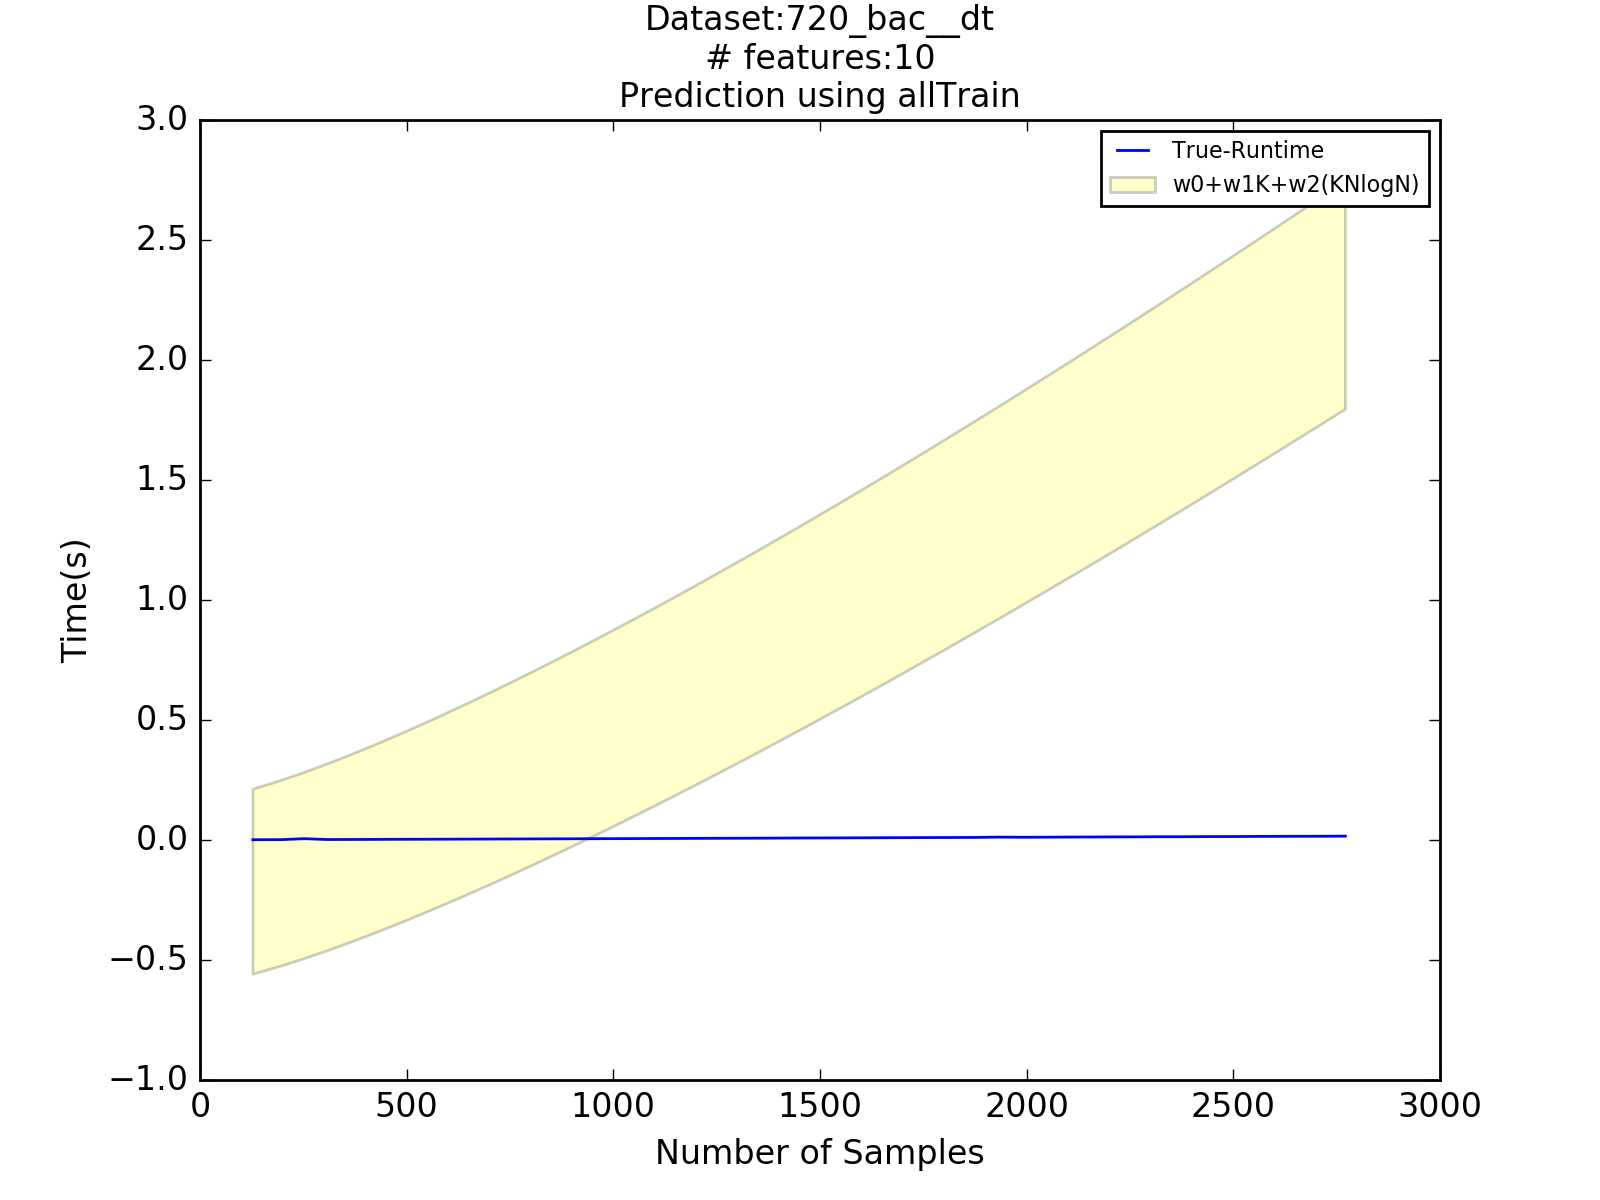 Dataset:720_bac__dt
# features:10
Prediction using allTrain
3.0
2.5
2.0
1.5
1.0
0.5
0.0
−0.5
−1.0
Time(s)
True-Runtime
w0+w1K+w2(KNlogN)
0 500 1000 1500 2000 2500 3000
Number of Samples